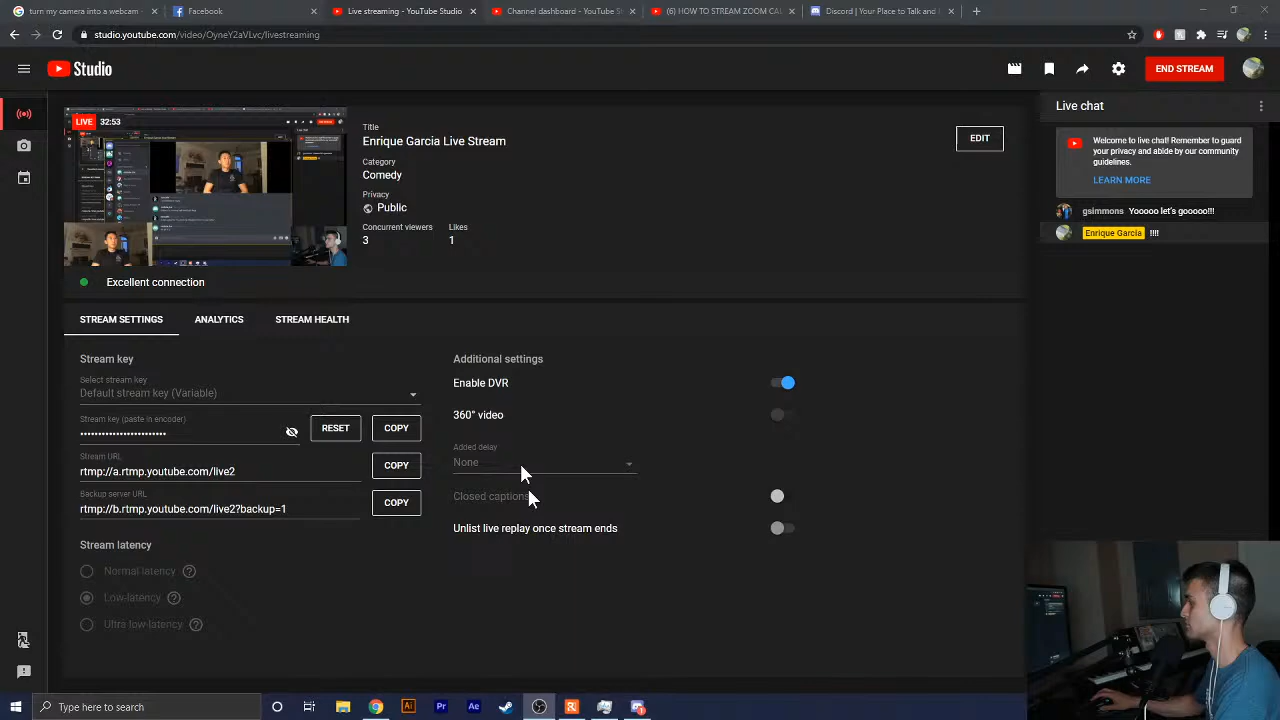 turn my camera into a webcam -
Facebook
Live streaming - YouTube Studio
Channel dashboard - YouTube S
(6) HOW TO STREAM ZOOM CAL
Discord | Your Place to Talk and
studio.youtube.com/video/OyneY2aVLvc/livestreaming
Studio
END STREAM
LIVE 32:53
Title
Enrique Garcia Live Stream
EDIT
Category
Comedy
Privacy
Public
Concurrent viewers
Likes
3
1
Excellent connection
STREAM SETTINGS
ANALYTICS
STREAM HEALTH
Stream key
Select stream key
Default stream key (Variable)
Stream key (paste in encoder)
••••••••••••••••••••••••
RESET
COPY
Stream URL
rtmp://a.rtmp.youtube.com/live2
COPY
Backup server URL
rtmp://b.rtmp.youtube.com/live2?backup=1
COPY
Stream latency
Normal latency
Low-latency
Ultra low-latency
Additional settings
Enable DVR
360° video
Added delay
None
Closed captions
Unlist live replay once stream ends
Live chat
Welcome to live chat! Remember to guard
your privacy and abide by our community
guidelines.
LEARN MORE
gsimmons Yooooo let's gooooo!!!
Enrique Garcia !!!!
Type here to search
Ai
Pr
Ae